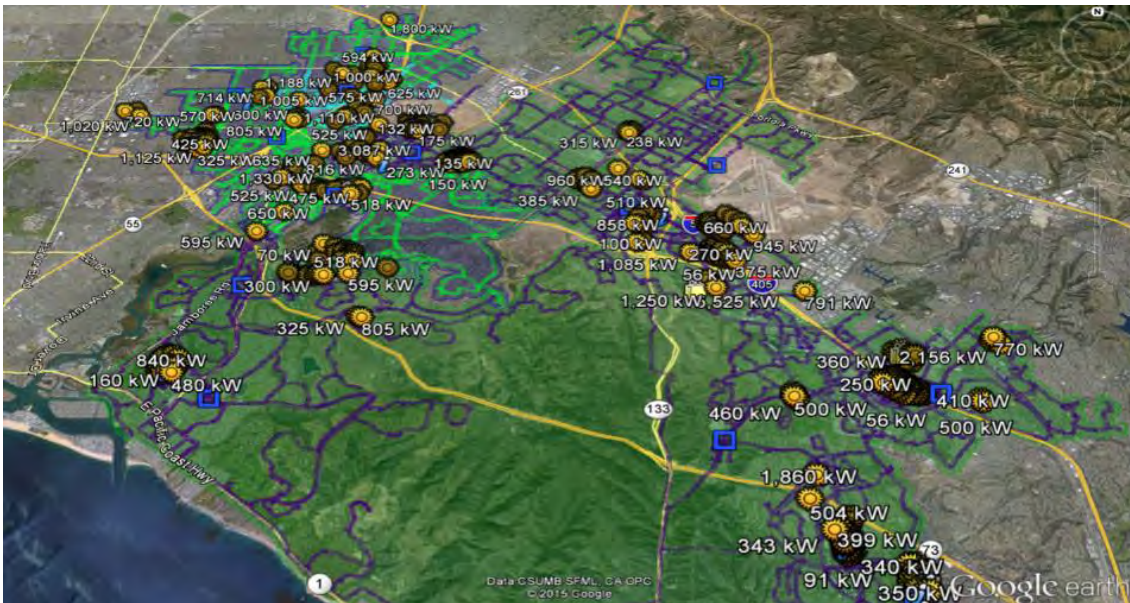 N
1,800 kW
594 kW
261
1,188 kW
1,000 kW
714 kW
1,005 kW
575 kW
625 kW
1,020 kW
20 kW
570 kW
300 kW
1,110 kW
700 kW
425 kW
805 kW
525 kW
132 kW
175 kW
1,125 kW
325 kW
635 kW
3,087 kW
315 kW
238 kW
816 kW
273 kW
135 kW
241
1,330 kW
150 kW
960 kW
540 kW
525 kW
475 kW
518 kW
385 kW
510 kW
55
650 kW
858 kW
660 kW
595 kW
100 kW
945 kW
70 kW
518 kW
1,085 kW
270 kW
300 kW
595 kW
56 kW
375 kW
405
Irvine Ave
Jamboree Rd
1,250 kW
,525 kW
791 kW
325 kW
805 kW
840 kW
360 kW
2,156 kW
770 kW
160 kW
480 kW
250 kW
133
460 kW
500 kW
56 kW
410 kW
E Pacific Coast Hwy
500 kW
1,860 kW
504 kW
343 kW
399 kW
73
91 kW
340 kW
1
Data CSUMB SFML, CA OPC
© 2015 Google
350 kW
Google earth